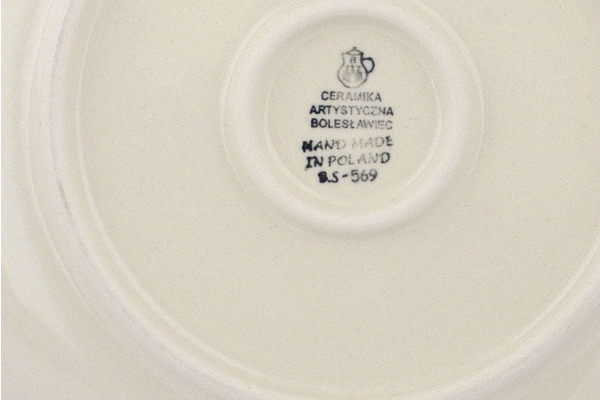 CERAMIKA
ARTYSTYCZNA
BOLESŁAWIEC
HAND MADE
IN POLAND
B.S-569